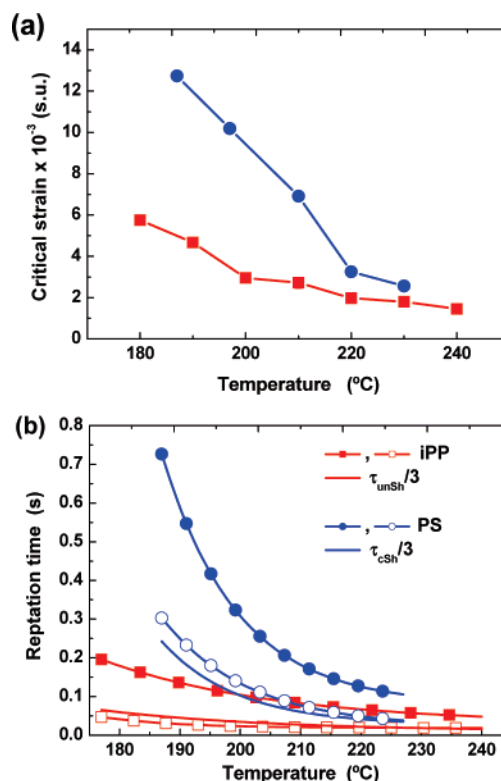 (a)
14
12
10
8
6
4
2
0
Critical strain x 10⁻³ (s.u.)
180 200 220 240
Temperature (ºC)
(b)
0.8
0.7
0.6
0.5
0.4
0.3
0.2
0.1
0.0
Reptation time (s)
, iPP
τunSh/3
, PS
τcSh/3
180 190 200 210 220 230 240
Temperature (ºC)